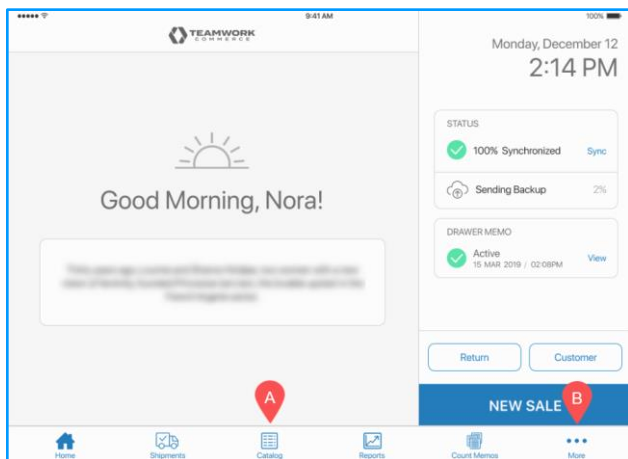 9:41 AM
100%
TEAMWORK
COMMERCE
Monday, December 12
2:14 PM
STATUS
100% Synchronized
Sync
Sending Backup
2%
Good Morning, Nora!
DRAWER MEMO
Active
15 MAR 2019 / 02:08PM
View
Return
Customer
NEW SALE
A
B
Home
Shipments
Catalog
Reports
Count Memos
More